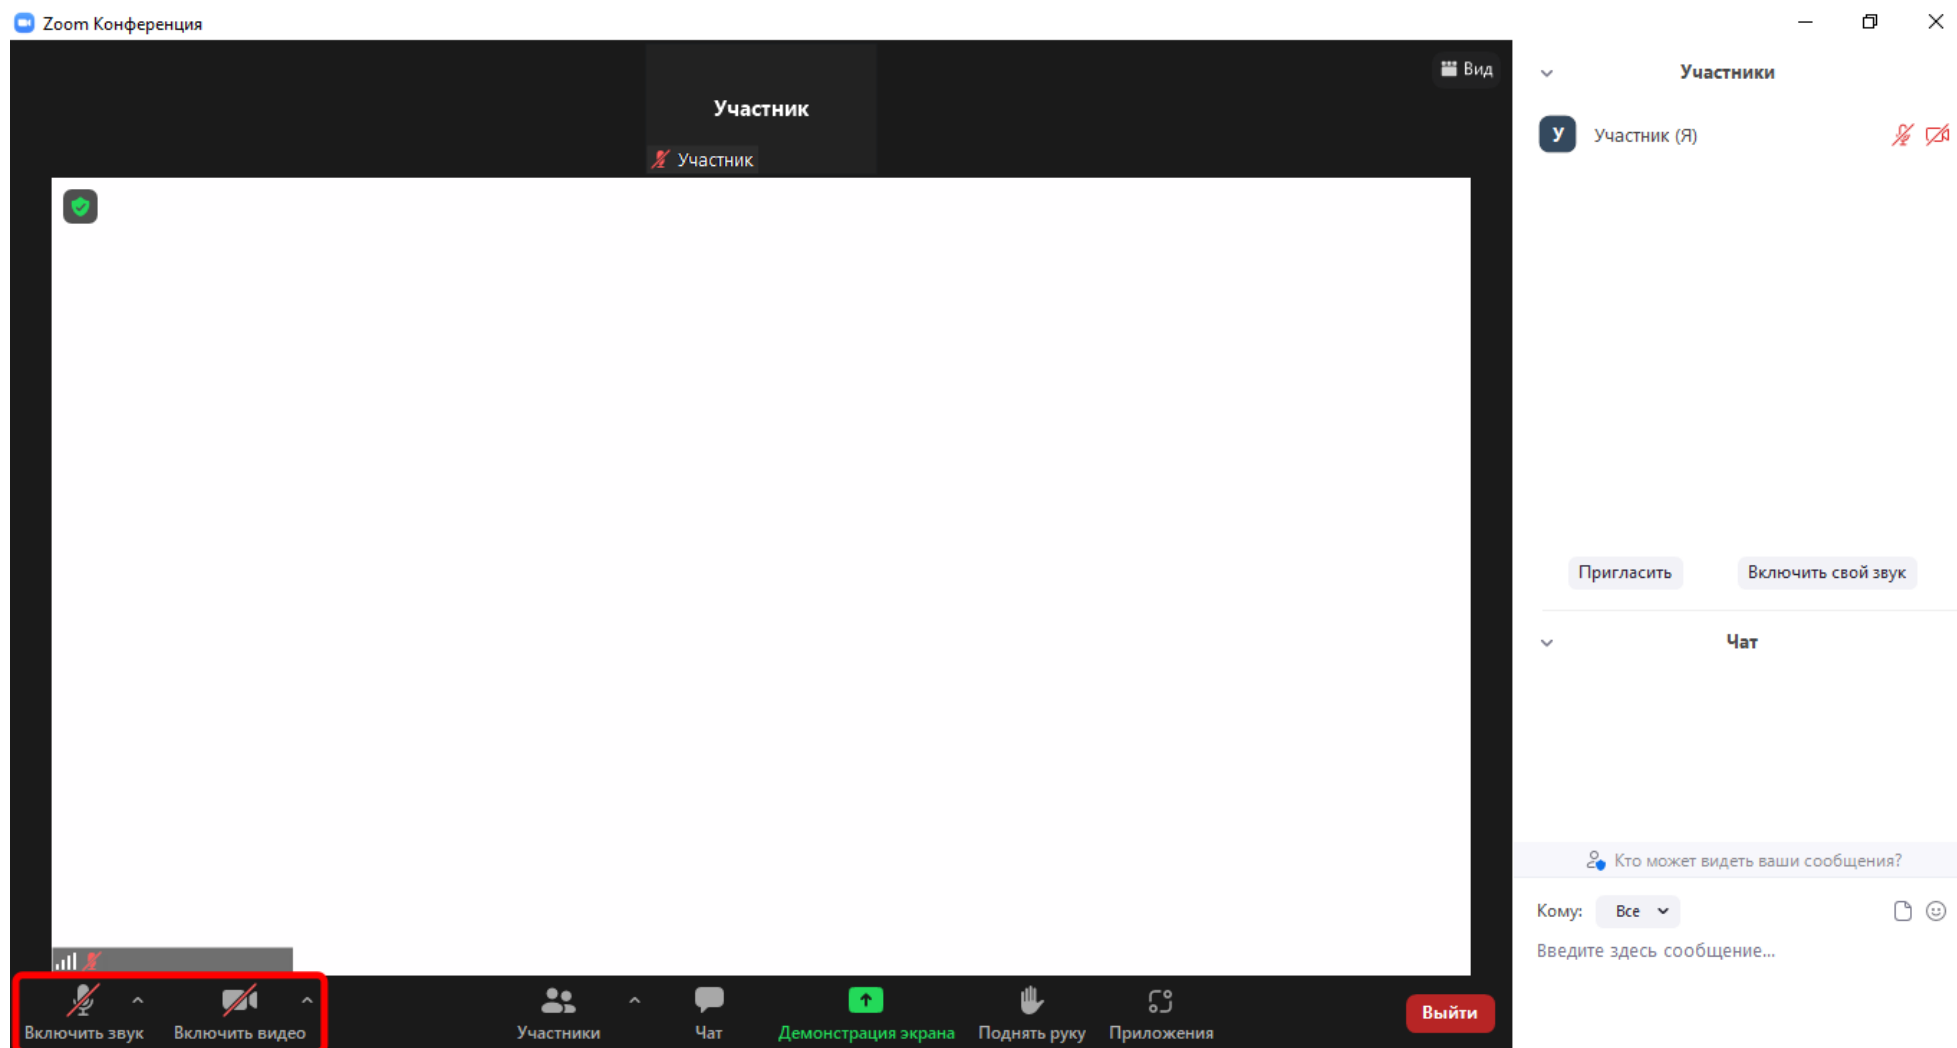 Zoom Конференция
Вид
Участник
Участник
Участники
У Участник (Я)
Пригласить Включить свой звук
Чат
Кто может видеть ваши сообщения?
Кому: Все
Введите здесь сообщение...
Включить звук Включить видео Участники Чат Демонстрация экрана Поднять руку Приложения Выйти